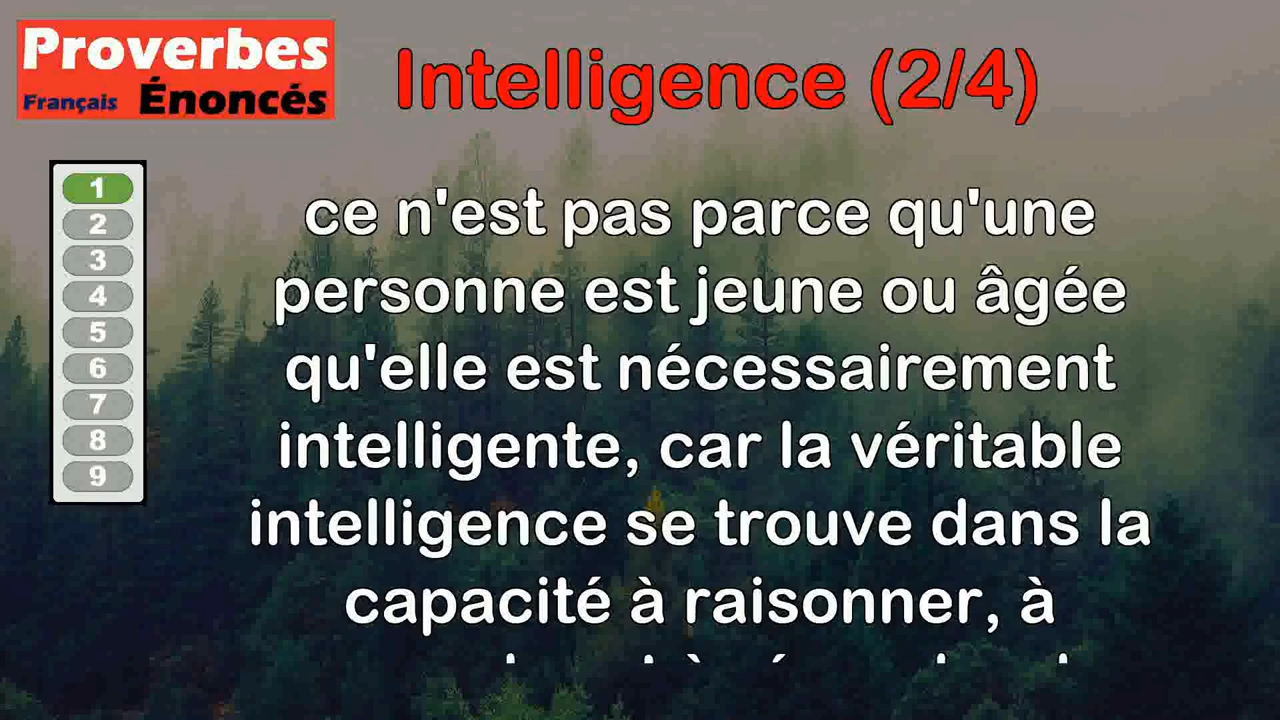 Proverbes
Français Énoncés
Intelligence (2/4)
1
2
3
4
5
6
7
8
9
ce n'est pas parce qu'une
personne est jeune ou âgée
qu'elle est nécessairement
intelligente, car la véritable
intelligence se trouve dans la
capacité à raisonner, à